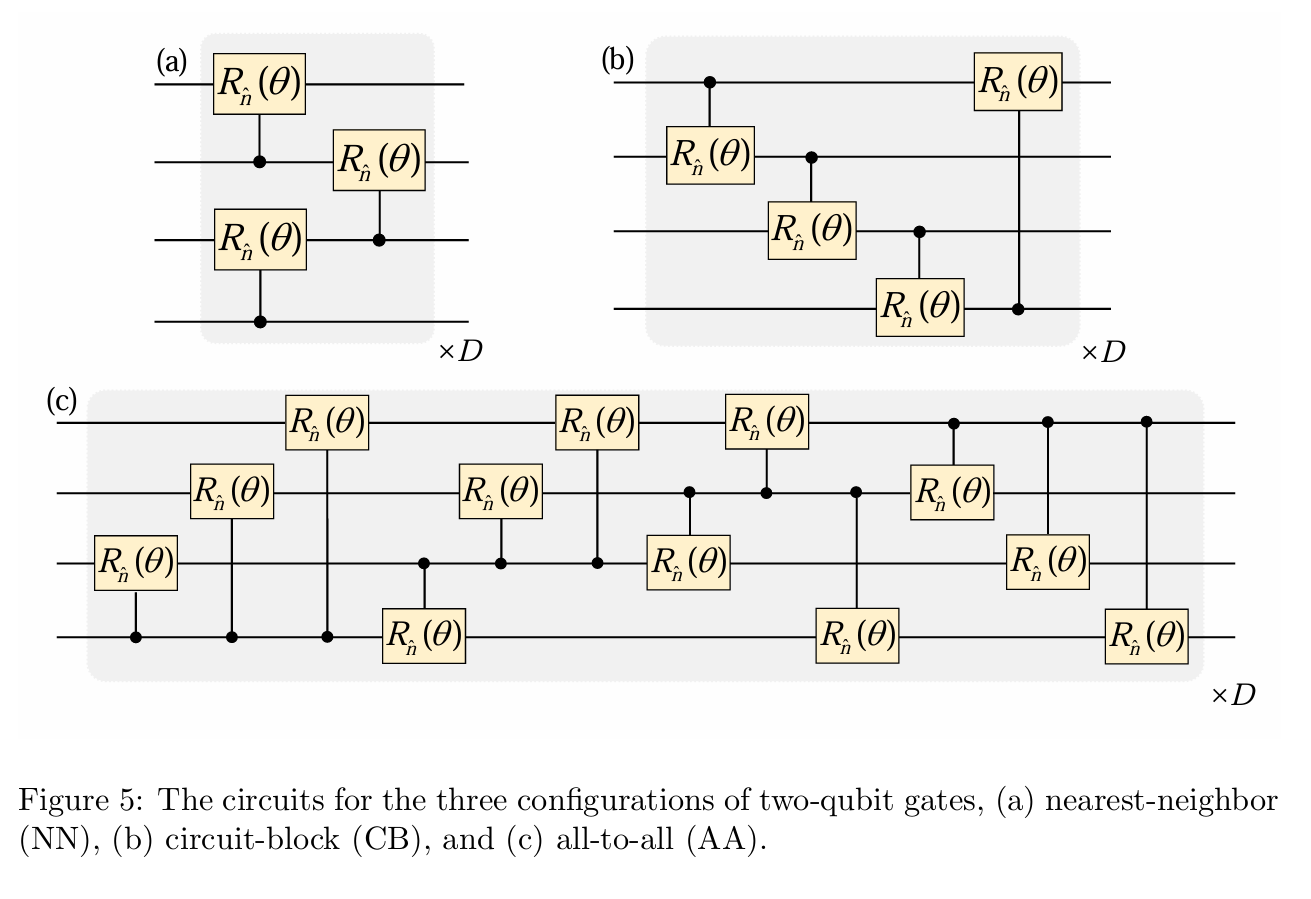 (a)
R_n̂(θ)
R_n̂(θ)
R_n̂(θ)
×D
(b)
R_n̂(θ)
R_n̂(θ)
R_n̂(θ)
R_n̂(θ)
×D
(c)
R_n̂(θ) R_n̂(θ) R_n̂(θ)
R_n̂(θ) R_n̂(θ) R_n̂(θ)
R_n̂(θ) R_n̂(θ) R_n̂(θ)
R_n̂(θ) R_n̂(θ) R_n̂(θ)
×D
Figure 5: The circuits for the three configurations of two-qubit gates, (a) nearest-neighbor
(NN), (b) circuit-block (CB), and (c) all-to-all (AA).